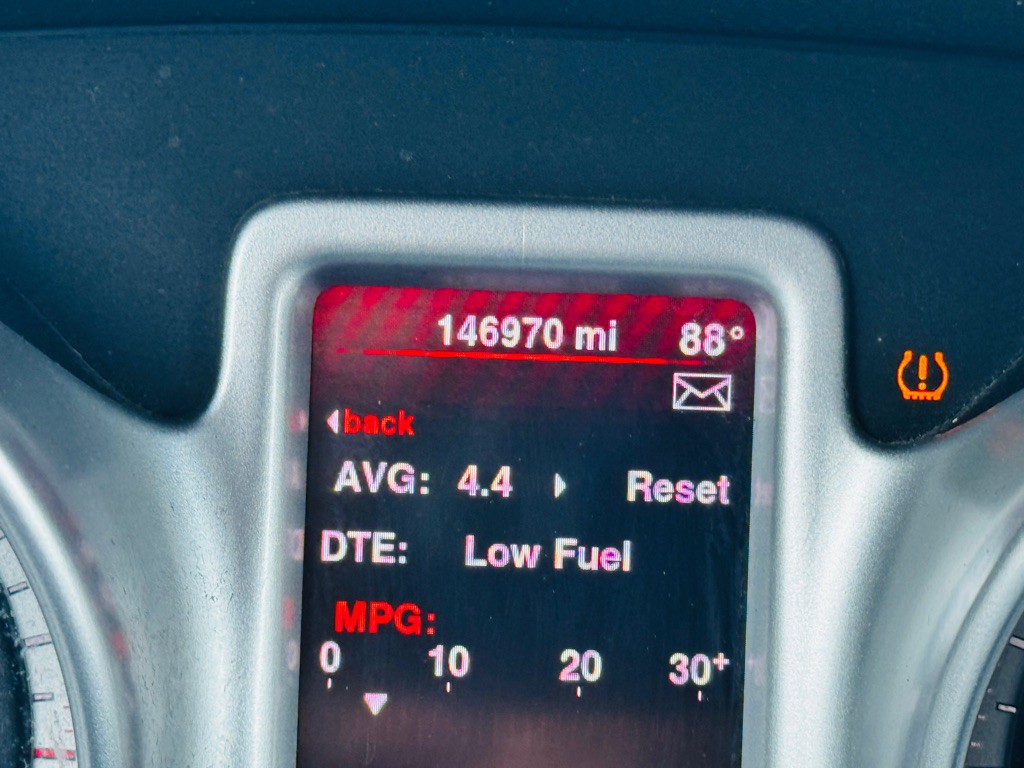 146970 mi 88°
back
AVG: 4.4 Reset
DTE: Low Fuel
MPG:
0 10 20 30+